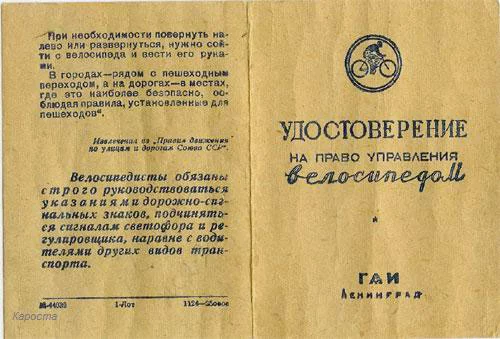 При необходимости повернуть на-
лево или развернуться, нужно сой-
ти с велосипеда и вести его рука-
ми.
В городах—рядом с пешеходным
переходом, а на дорогах—в местах,
где это наиболее безопасно, со-
блюдая правила, установленные для
пешеходов".
Извлечения из „Правил движения
по улицам и дорогам Союза ССР".
Велосипедисты обязаны
строго руководствоваться
указаниями дорожно-сиг-
нальных знаков, подчинять-
ся сигналам светофора и ре-
гулировщика, наравне с води-
телями других видов тран-
спорта.
М-44039 1-Лот 1124—25000
Кароста
УДОСТОВЕРЕНИЕ
НА ПРАВО УПРАВЛЕНИЯ
велосипедом
ГАИ
Ленинград